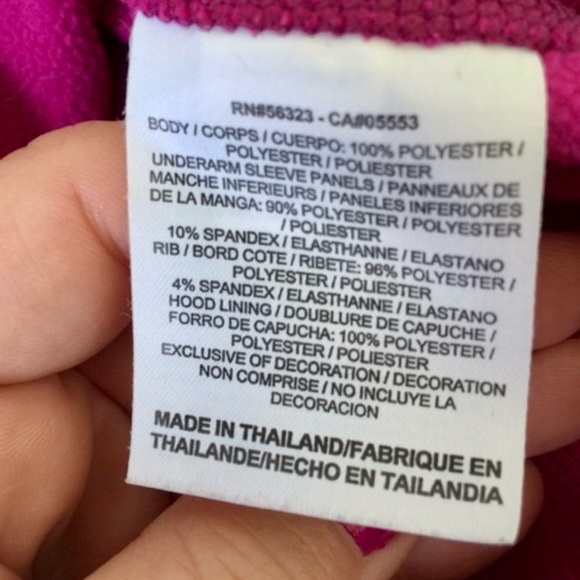 RN#56323 - CA#05553
BODY / CORPS / CUERPO: 100% POLYESTER /
POLYESTER / POLIESTER
UNDERARM SLEEVE PANELS / PANNEAUX DE
MANCHE INFERIEURS / PANELES INFERIORES
DE LA MANGA: 90% POLYESTER / POLYESTER
/ POLIESTER
10% SPANDEX / ELASTHANNE / ELASTANO
RIB / BORD COTE / RIBETE: 96% POLYESTER /
POLYESTER / POLIESTER
4% SPANDEX / ELASTHANNE / ELASTANO
HOOD LINING / DOUBLURE DE CAPUCHE /
FORRO DE CAPUCHA: 100% POLYESTER /
POLYESTER / POLIESTER
EXCLUSIVE OF DECORATION / DECORATION
NON COMPRISE / NO INCLUYE LA
DECORACION
MADE IN THAILAND/FABRIQUE EN
THAILANDE/HECHO EN TAILANDIA